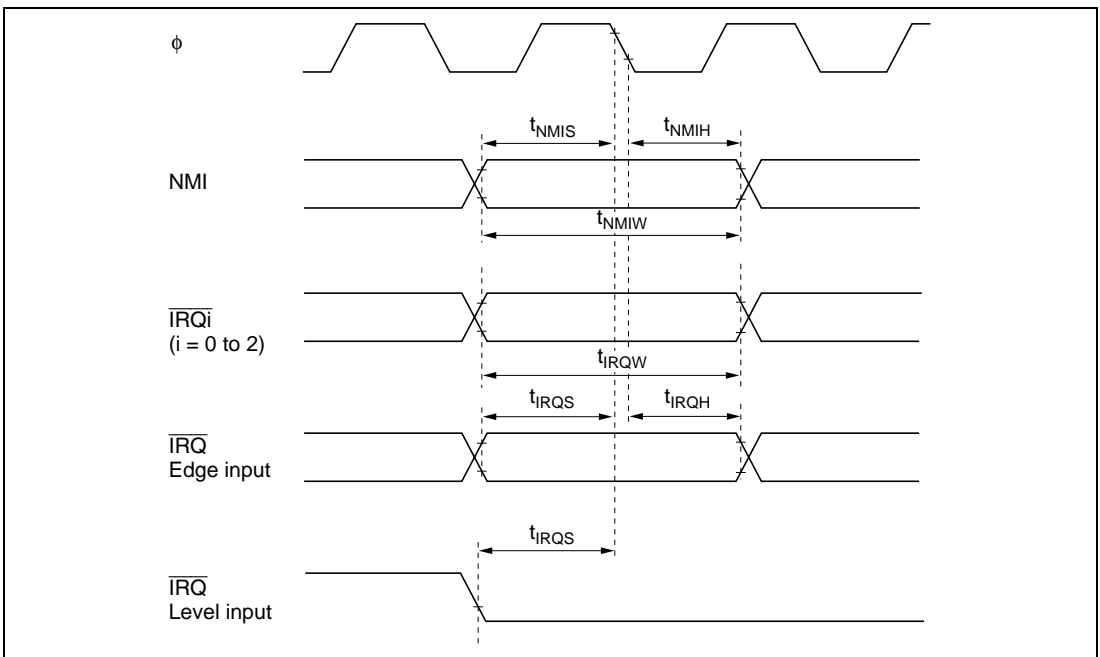 ϕ
tNMIS tNMIH
NMI
tNMIW
IRQi
(i = 0 to 2)
tIRQW
tIRQS tIRQH
IRQ
Edge input
tIRQS
IRQ
Level input